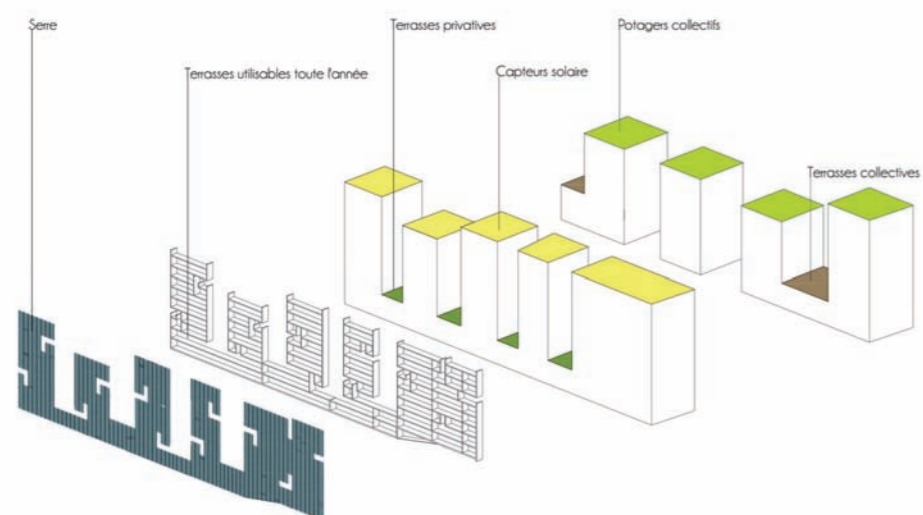 Serre
Terrasses privatives
Potagers collectifs
Terrasses utilisables toute l'année
Capteurs solaire
Terrasses collectives